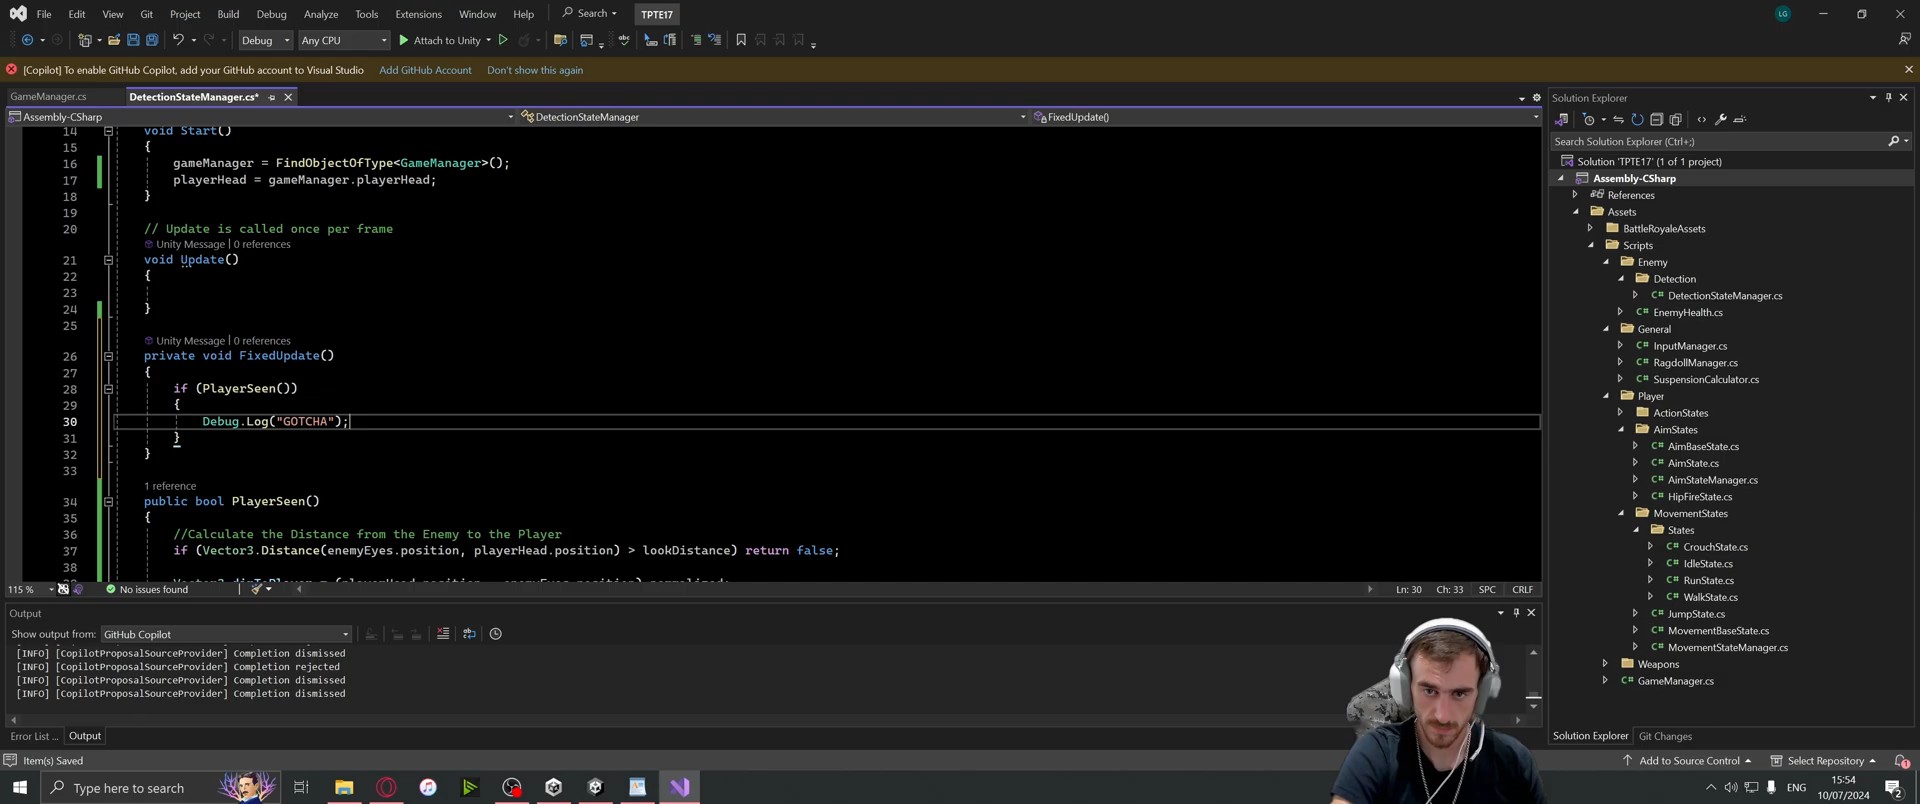 File Edit View Git Project Build Debug Analyze Tools Extensions Window Help Search TPTE17 LG
Debug Any CPU Attach to Unity
[Copilot] To enable GitHub Copilot, add your GitHub account to Visual Studio Add GitHub Account Don't show this again
GameManager.cs DetectionStateManager.cs*
Assembly-CSharp DetectionStateManager FixedUpdate()
14 void Start()
15 {
16 gameManager = FindObjectOfType<GameManager>();
17 playerHead = gameManager.playerHead;
18 }
19
20 // Update is called once per frame
Unity Message | 0 references
21 void Update()
22 {
23
24 }
25
Unity Message | 0 references
26 private void FixedUpdate()
27 {
28 if (PlayerSeen())
29 {
30 Debug.Log("GOTCHA");
31 }
32 }
33
1 reference
34 public bool PlayerSeen()
35 {
36 //Calculate the Distance from the Enemy to the Player
37 if (Vector3.Distance(enemyEyes.position, playerHead.position) > lookDistance) return false;
38
115 % No issues found Ln: 30 Ch: 33 SPC CRLF
Output
Show output from: GitHub Copilot
[INFO] [CopilotProposalSourceProvider] Completion dismissed
[INFO] [CopilotProposalSourceProvider] Completion rejected
[INFO] [CopilotProposalSourceProvider] Completion dismissed
[INFO] [CopilotProposalSourceProvider] Completion dismissed
Error List ... Output
Solution Explorer
Search Solution Explorer (Ctrl+;)
Solution 'TPTE17' (1 of 1 project)
Assembly-CSharp
References
Assets
BattleRoyaleAssets
Scripts
Enemy
Detection
C# DetectionStateManager.cs
C# EnemyHealth.cs
General
C# InputManager.cs
C# RagdollManager.cs
C# SuspensionCalculator.cs
Player
ActionStates
AimStates
C# AimBaseState.cs
C# AimState.cs
C# AimStateManager.cs
C# HipFireState.cs
MovementStates
States
C# CrouchState.cs
C# IdleState.cs
C# RunState.cs
C# WalkState.cs
C# JumpState.cs
C# MovementBaseState.cs
C# MovementStateManager.cs
Weapons
C# GameManager.cs
Solution Explorer Git Changes
Item(s) Saved Add to Source Control Select Repository 1
Type here to search ENG 15:54
10/07/2024 2